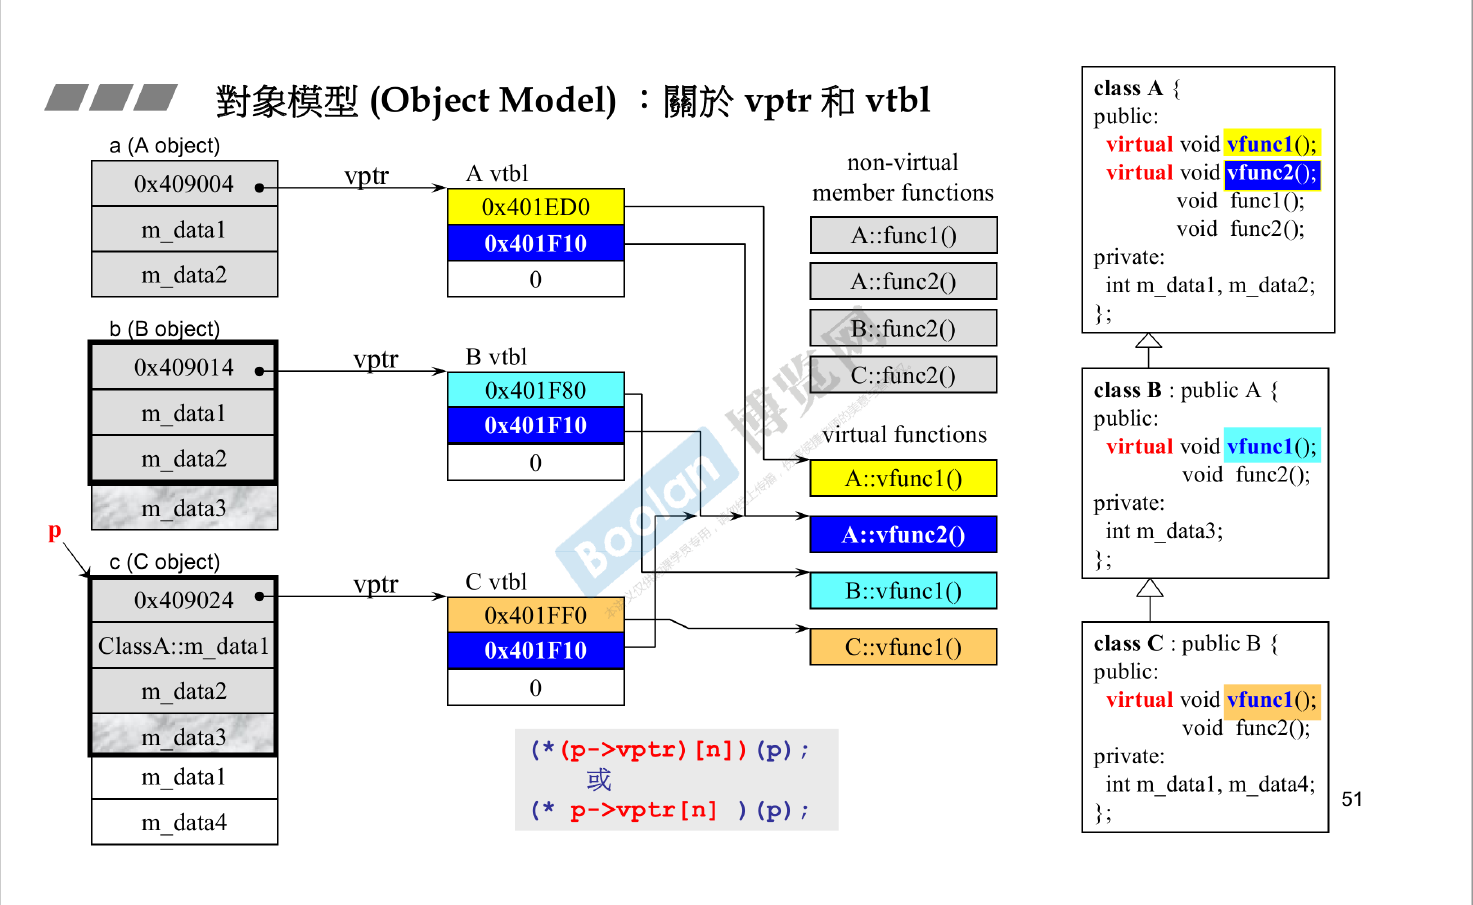 對象模型 (Object Model) ：關於 vptr 和 vtbl
a (A object)
0x409004
m_data1
m_data2
vptr
A vtbl
0x401ED0
0x401F10
0
b (B object)
0x409014
m_data1
m_data2
m_data3
vptr
B vtbl
0x401F80
0x401F10
0
p
c (C object)
0x409024
ClassA::m_data1
m_data2
m_data3
m_data1
m_data4
vptr
C vtbl
0x401FF0
0x401F10
0
non-virtual
member functions
A::func1()
A::func2()
B::func2()
C::func2()
virtual functions
A::vfunc1()
A::vfunc2()
B::vfunc1()
C::vfunc1()
(*(p->vptr)[n])(p);
或
(* p->vptr[n] )(p);
class A {
public:
virtual void vfunc1();
virtual void vfunc2();
void func1();
void func2();
private:
int m_data1, m_data2;
};
class B : public A {
public:
virtual void vfunc1();
void func2();
private:
int m_data3;
};
class C : public B {
public:
virtual void vfunc1();
void func2();
private:
int m_data1, m_data4;
};
51
Boolan 博览网